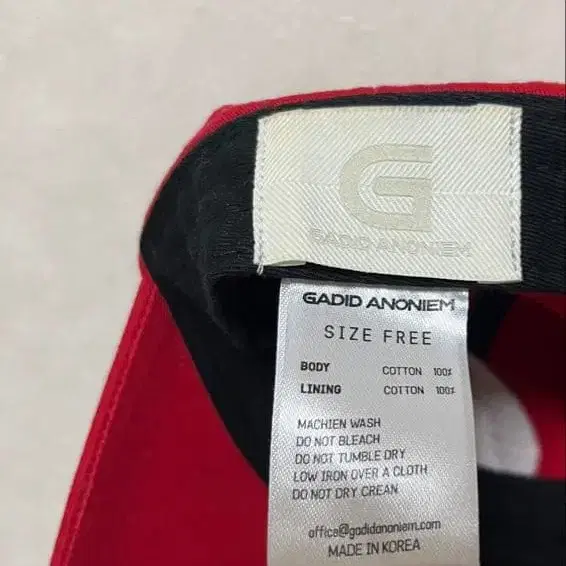 G
GADID ANONIEM
GADID ANONIEM
SIZE FREE
BODY COTTON 100%
LINING COTTON 100%
MACHIEN WASH
DO NOT BLEACH
DO NOT TUMBLE DRY
LOW IRON OVER A CLOTH
DO NOT DRY CREAN
office@gadidanoniem.com
MADE IN KOREA